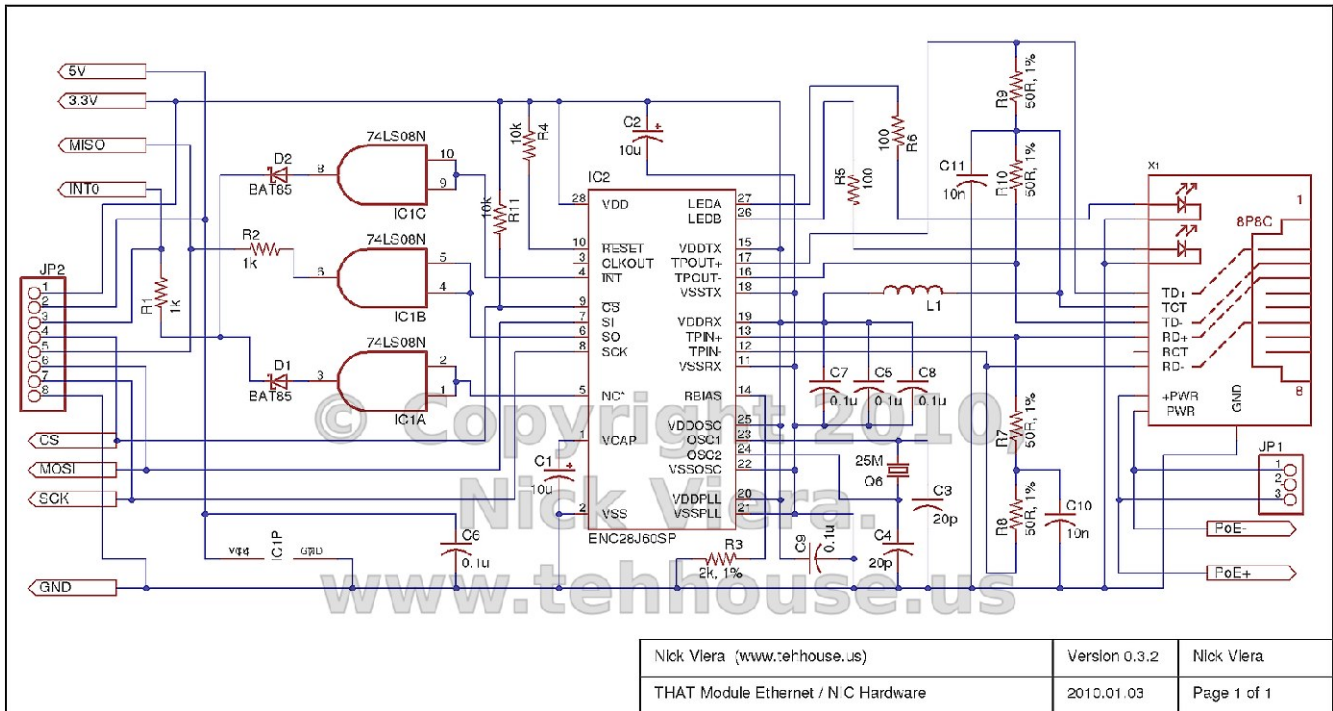 5V
3.3V
MISO
INT0
JP2
1
2
3
4
5
6
7
8
CS
MOSI
SCK
GND
R1
1k
R2
1k
D2
BAT85
D1
BAT85
74LS08N
8
10
9
IC1C
74LS08N
6
5
4
IC1B
74LS08N
3
2
1
IC1A
10k
R4
10k
R11
C2
10u
IC2
28 VDD
10 RESET
3 CLKOUT
4 INT
9 CS
7 SI
6 SO
8 SCK
5 NC*
1 VCAP
2 VSS
LEDA 27
LEDB 26
VDDTX 15
TPOUT+ 17
TPOUT- 16
VSSTX 18
VDDRX 19
TPIN+ 13
TPIN- 12
VSSRX 11
RBIAS 14
VDDOSC 25
OSC1 23
OSC2 24
VSSOSC 22
VDDPLL 20
VSSPLL 21
ENC28J60SP
C1
10u
C6
0.1u
IC1P
GND
R3
2k, 1%
C9
0.1u
C4
20p
C3
20p
25M
Q6
C7
0.1u
C5
0.1u
C8
0.1u
L1
R5
100
R6
100
C11
10n
R9
50R, 1%
R10
50R, 1%
R7
50R, 1%
R8
50R, 1%
C10
10n
X1
8P8C
1
8
TD+
TCT
TD-
RD+
RCT
RD-
+PWR
PWR
GND
JP1
1
2
3
PoE-
PoE+
© Copyright 2010,
Nick Viera.
www.tehhouse.us
Nick Viera (www.tehhouse.us)
Version 0.3.2
Nick Viera
THAT Module Ethernet / NIC Hardware
2010.01.03
Page 1 of 1